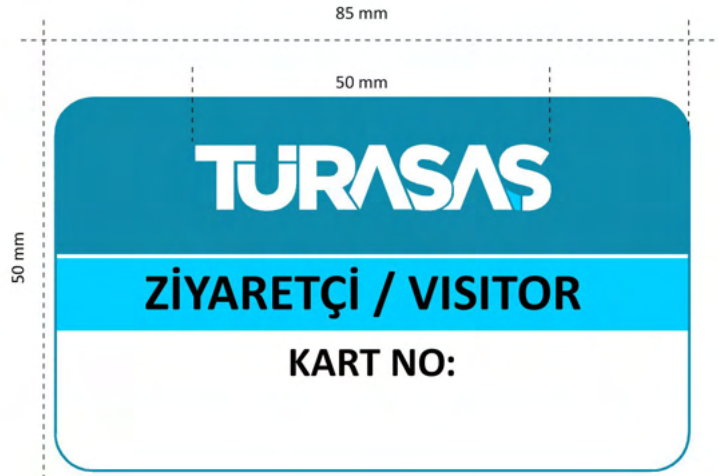 85 mm
50 mm
TÜRASAŞ
50 mm
ZİYARETÇİ / VISITOR
KART NO: